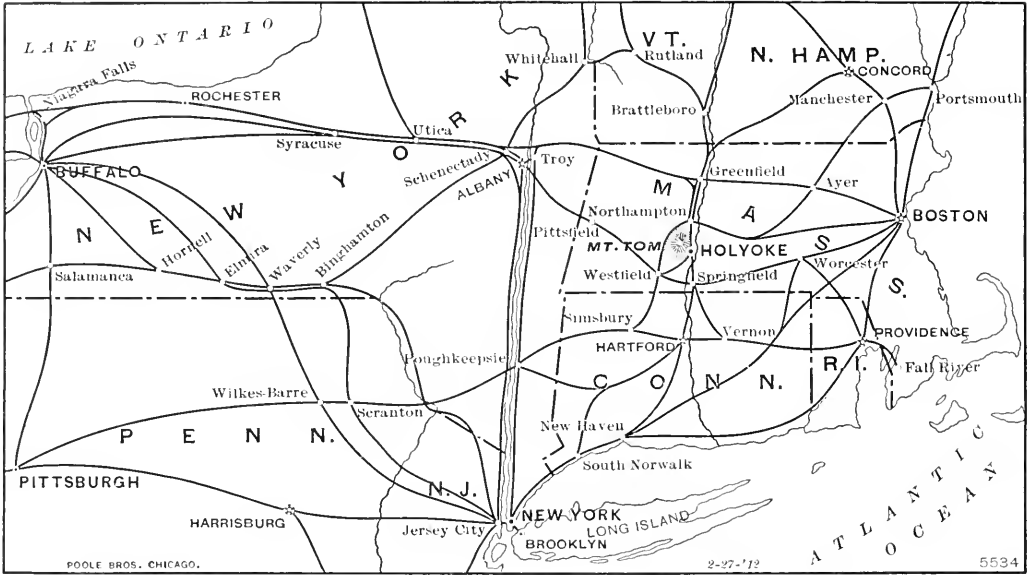 LAKE ONTARIO
Niagara Falls
ROCHESTER
BUFFALO
Syracuse
Utica
Schenectady
ALBANY
Troy
Whitehall
VT.
Rutland
Brattleboro
N. HAMP.
CONCORD
Manchester
Portsmouth
NEW YORK
Salamanca
Hornell
Elmira
Waverly
Binghamton
Greenfield
Ayer
MASS.
Northampton
Pittsfield
MT. TOM
HOLYOKE
BOSTON
Westfield
Springfield
Worcester
Simsbury
HARTFORD
Vernon
PROVIDENCE
R. I.
Fall River
Poughkeepsie
CONN.
Wilkes-Barre
Scranton
New Haven
South Norwalk
PENN.
PITTSBURGH
N. J.
HARRISBURG
Jersey City
NEW YORK
LONG ISLAND
BROOKLYN
ATLANTIC
OCEAN
POOLE BROS. CHICAGO.
2-27-'12
5534